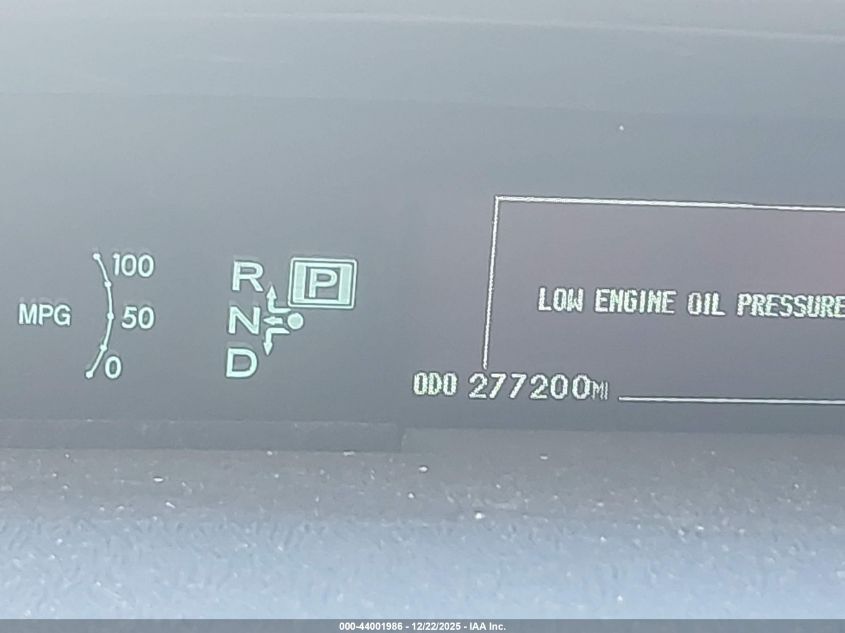 100
MPG 50
0
R P
N
D
LOW ENGINE OIL PRESSURE
ODO 277200MI
000-44001986 - 12/22/2025 - IAA Inc.